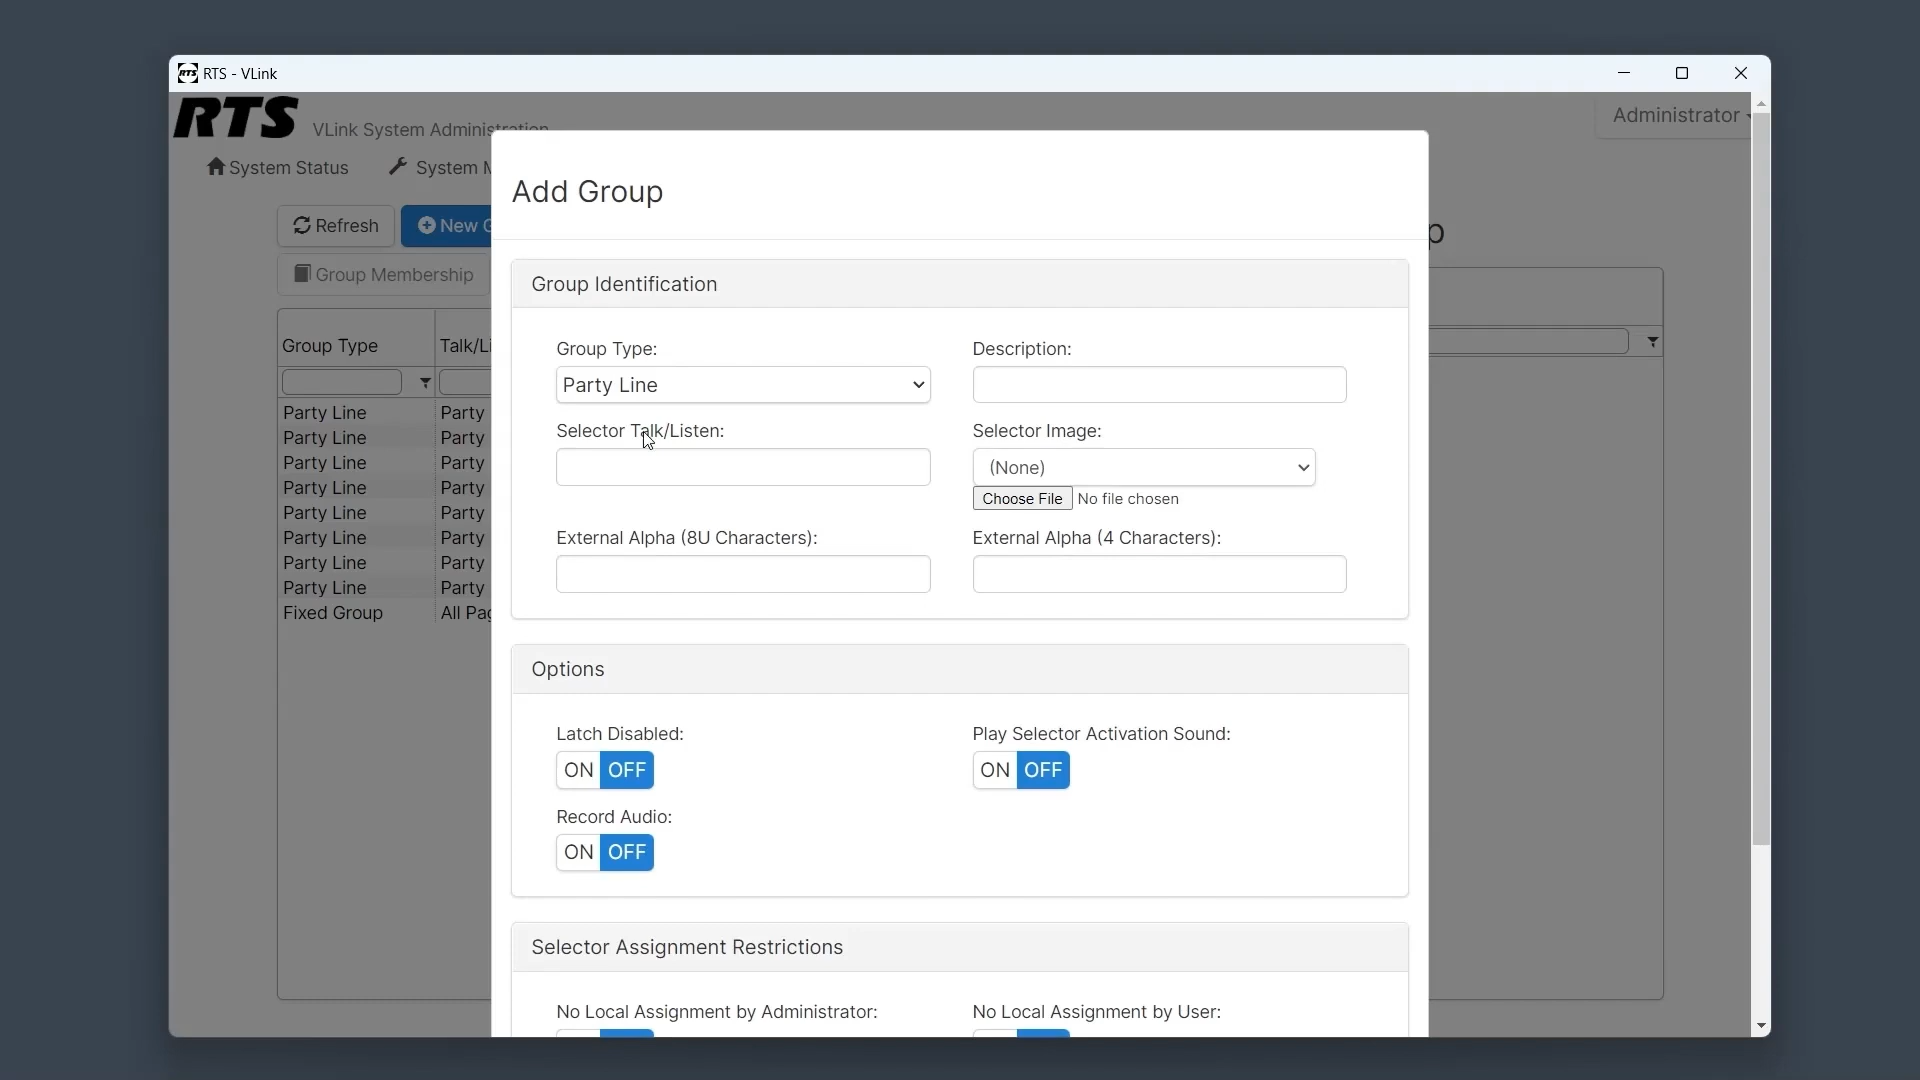 RTS - VLink
RTS VLink System Administration
Administrator
System Status System M
Add Group
Refresh New G
Group Membership
Group Identification
Group Type Talk/Li
Group Type: Description:
Party Line
Selector Talk/Listen: Selector Image:
(None)
Choose File No file chosen
External Alpha (8U Characters): External Alpha (4 Characters):
Party Line Party
Party Line Party
Party Line Party
Party Line Party
Party Line Party
Party Line Party
Party Line Party
Party Line Party
Fixed Group All Pag
Options
Latch Disabled: Play Selector Activation Sound:
ON OFF ON OFF
Record Audio:
ON OFF
Selector Assignment Restrictions
No Local Assignment by Administrator: No Local Assignment by User:
p